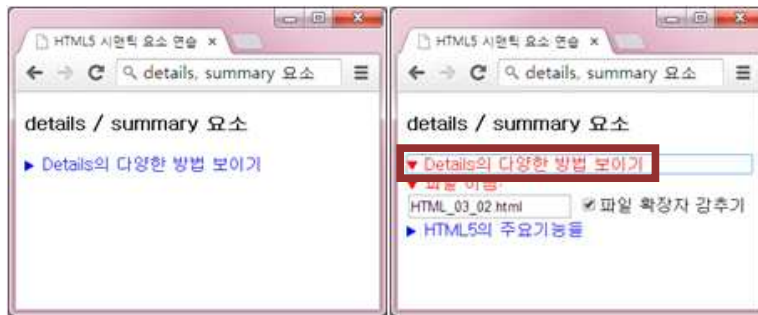 HTML5 시맨틱 요소 연습 ×
details, summary 요소
details / summary 요소
▶ Details의 다양한 방법 보이기
HTML5 시맨틱 요소 연습 ×
details, summary 요소
details / summary 요소
▼ Details의 다양한 방법 보이기
▼ 파일 이름:
HTML_03_02.html 파일 확장자 감추기
▶ HTML5의 주요기능들